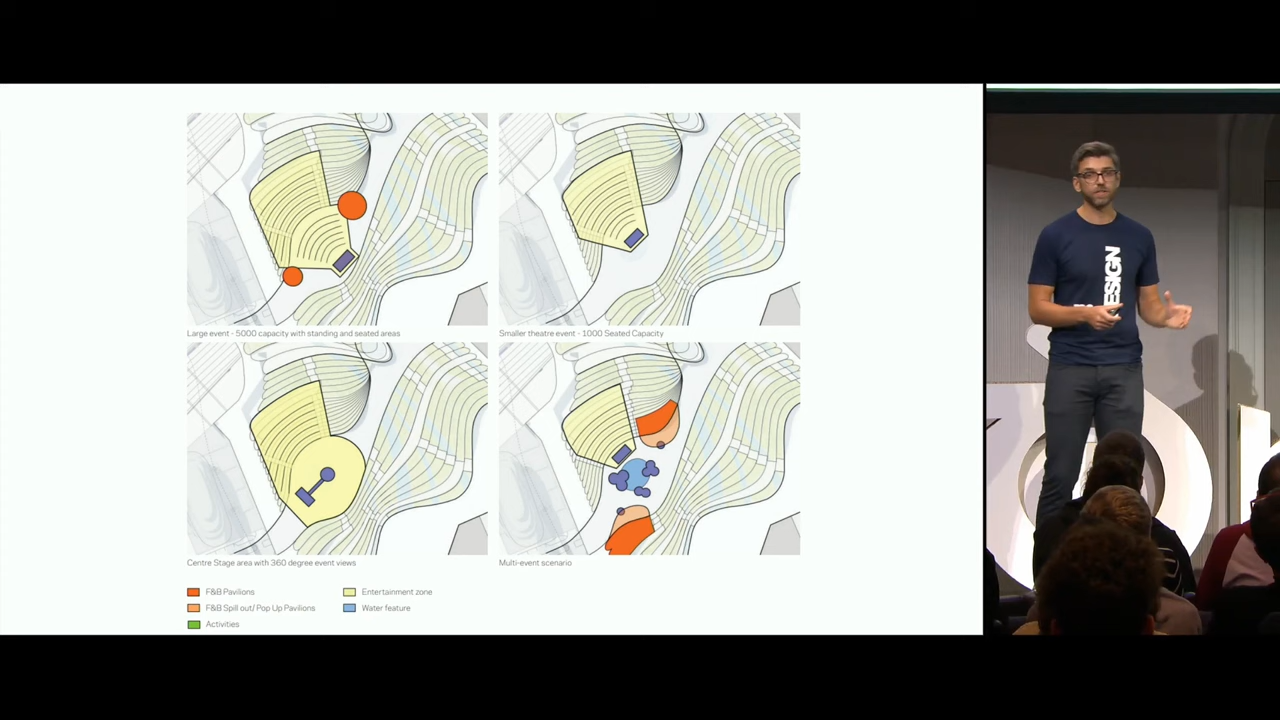 Large event - 5000 capacity with standing and seated areas
Smaller theatre event - 1000 Seated Capacity
Centre Stage area with 360 degree event views
Multi-event scenario
F&B Pavilions
Entertainment zone
F&B Spill out/ Pop Up Pavilions
Water feature
Activities
ESIGN